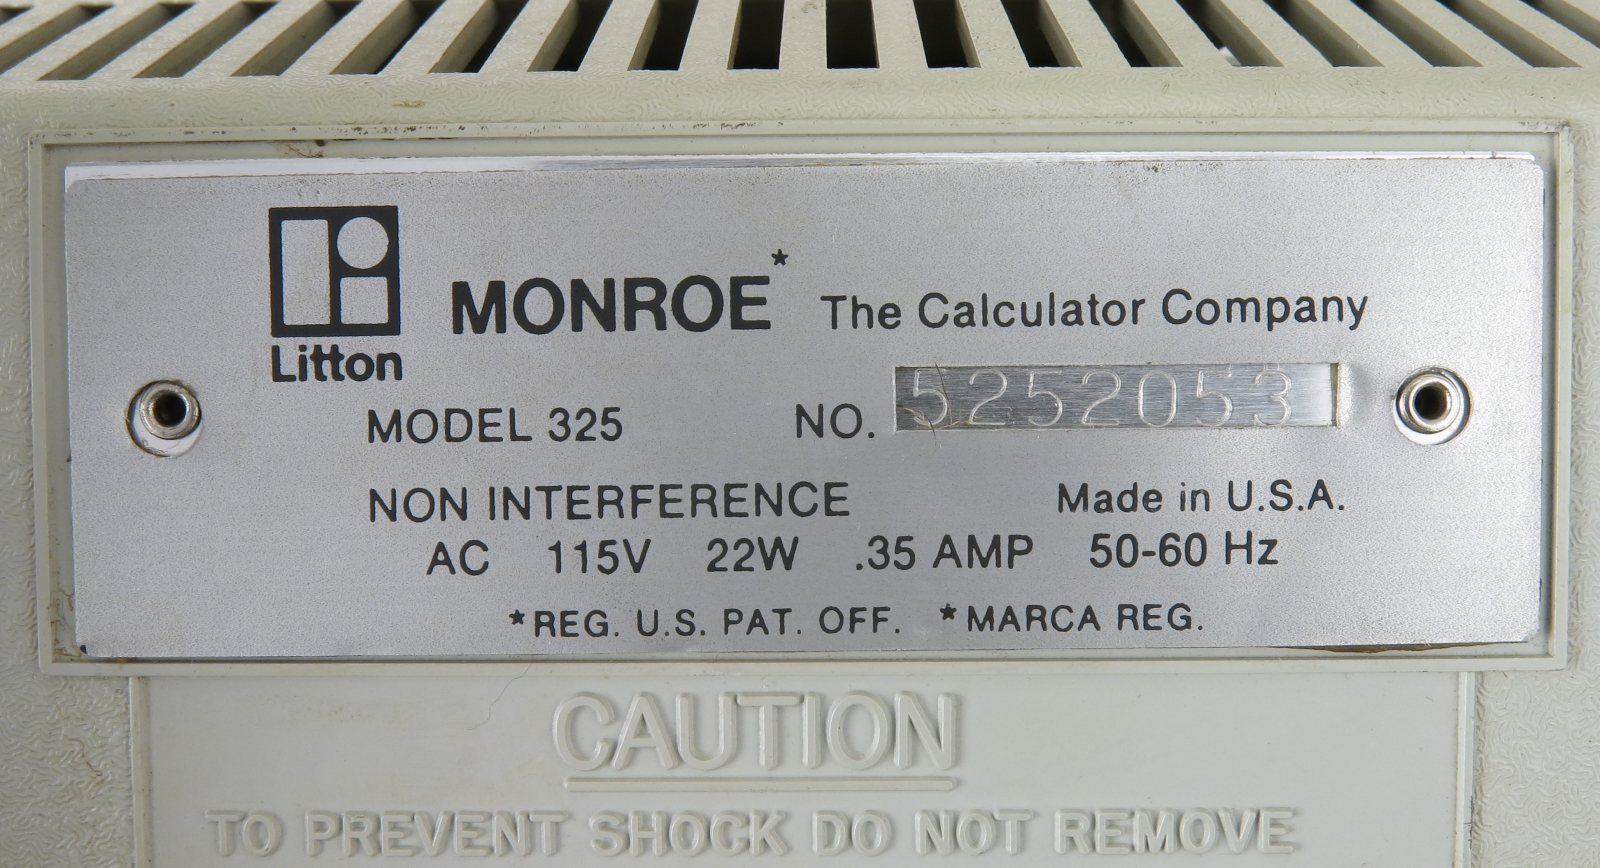 MONROE* The Calculator Company
Litton
MODEL 325 NO. 5252053
NON INTERFERENCE Made in U.S.A.
AC 115V 22W .35 AMP 50-60 Hz
*REG. U.S. PAT. OFF. *MARCA REG.
CAUTION
TO PREVENT SHOCK DO NOT REMOVE